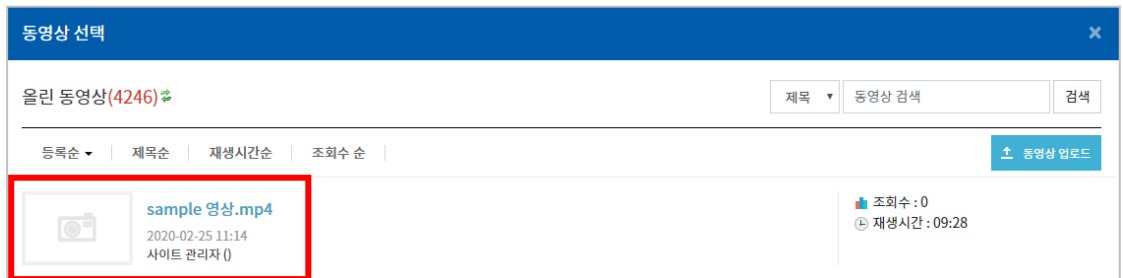 동영상 선택
올린 동영상(4246)
제목
동영상 검색
검색
등록순
제목순
재생시간순
조회수 순
동영상 업로드
sample 영상.mp4
2020-02-25 11:14
사이트 관리자 ()
조회수 : 0
재생시간 : 09:28